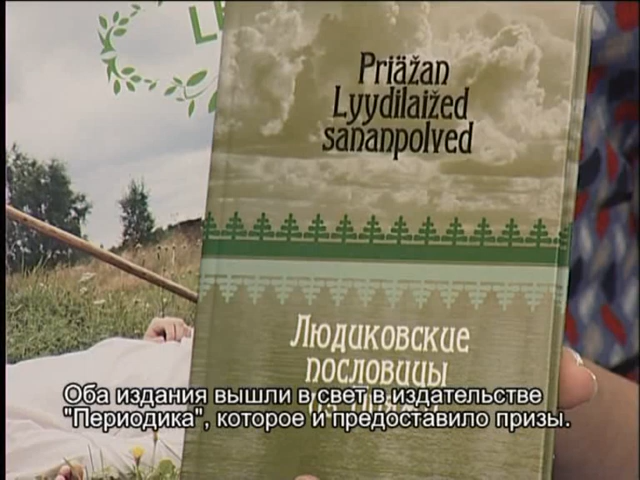 Priäžan
Lyydilaižed
sananpolved
Людиковские
пословицы
Оба издания вышли в свет в издательстве
"Периодика", которое и предоставило призы.